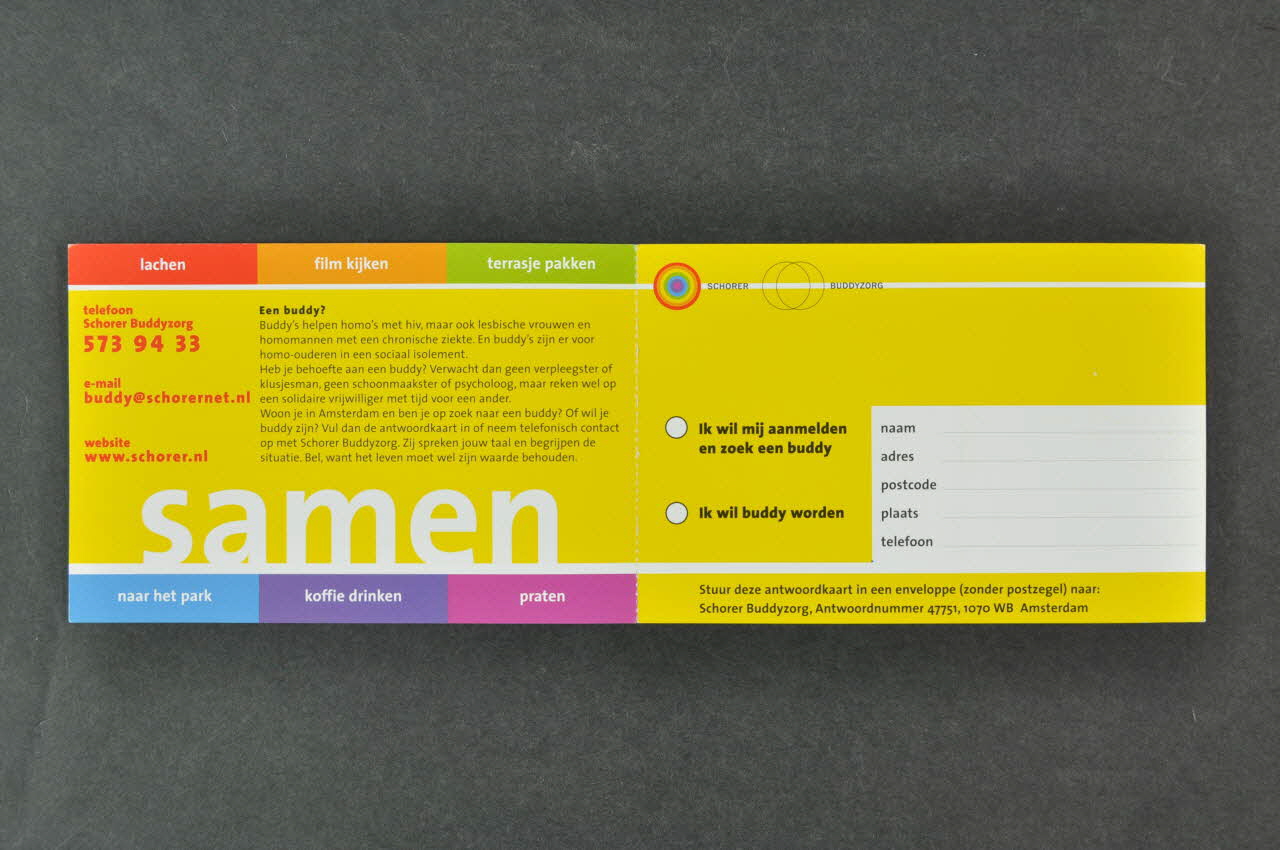 lachen
film kijken
terrasje pakken
telefoon
Schorer Buddyzorg
573 94 33
e-mail
buddy@schorernet.nl
website
www.schorer.nl
Een buddy?
Buddy's helpen homo's met hiv, maar ook lesbische vrouwen en
homomannen met een chronische ziekte. En buddy's zijn er voor
homo-ouderen in een sociaal isolement.
Heb je behoefte aan een buddy? Verwacht dan geen verpleegster of
klusjesman, geen schoonmaakster of psycholoog, maar reken wel op
een solidaire vrijwilliger met tijd voor een ander.
Woon je in Amsterdam en ben je op zoek naar een buddy? Of wil je
buddy zijn? Vul dan de antwoordkaart in of neem telefonisch contact
op met Schorer Buddyzorg. Zij spreken jouw taal en begrijpen de
situatie. Bel, want het leven moet wel zijn waarde behouden.
samen
naar het park
koffie drinken
praten
SCHORER
BUDDYZORG
Ik wil mij aanmelden
en zoek een buddy
Ik wil buddy worden
naam
adres
postcode
plaats
telefoon
Stuur deze antwoordkaart in een enveloppe (zonder postzegel) naar:
Schorer Buddyzorg, Antwoordnummer 47751, 1070 WB Amsterdam